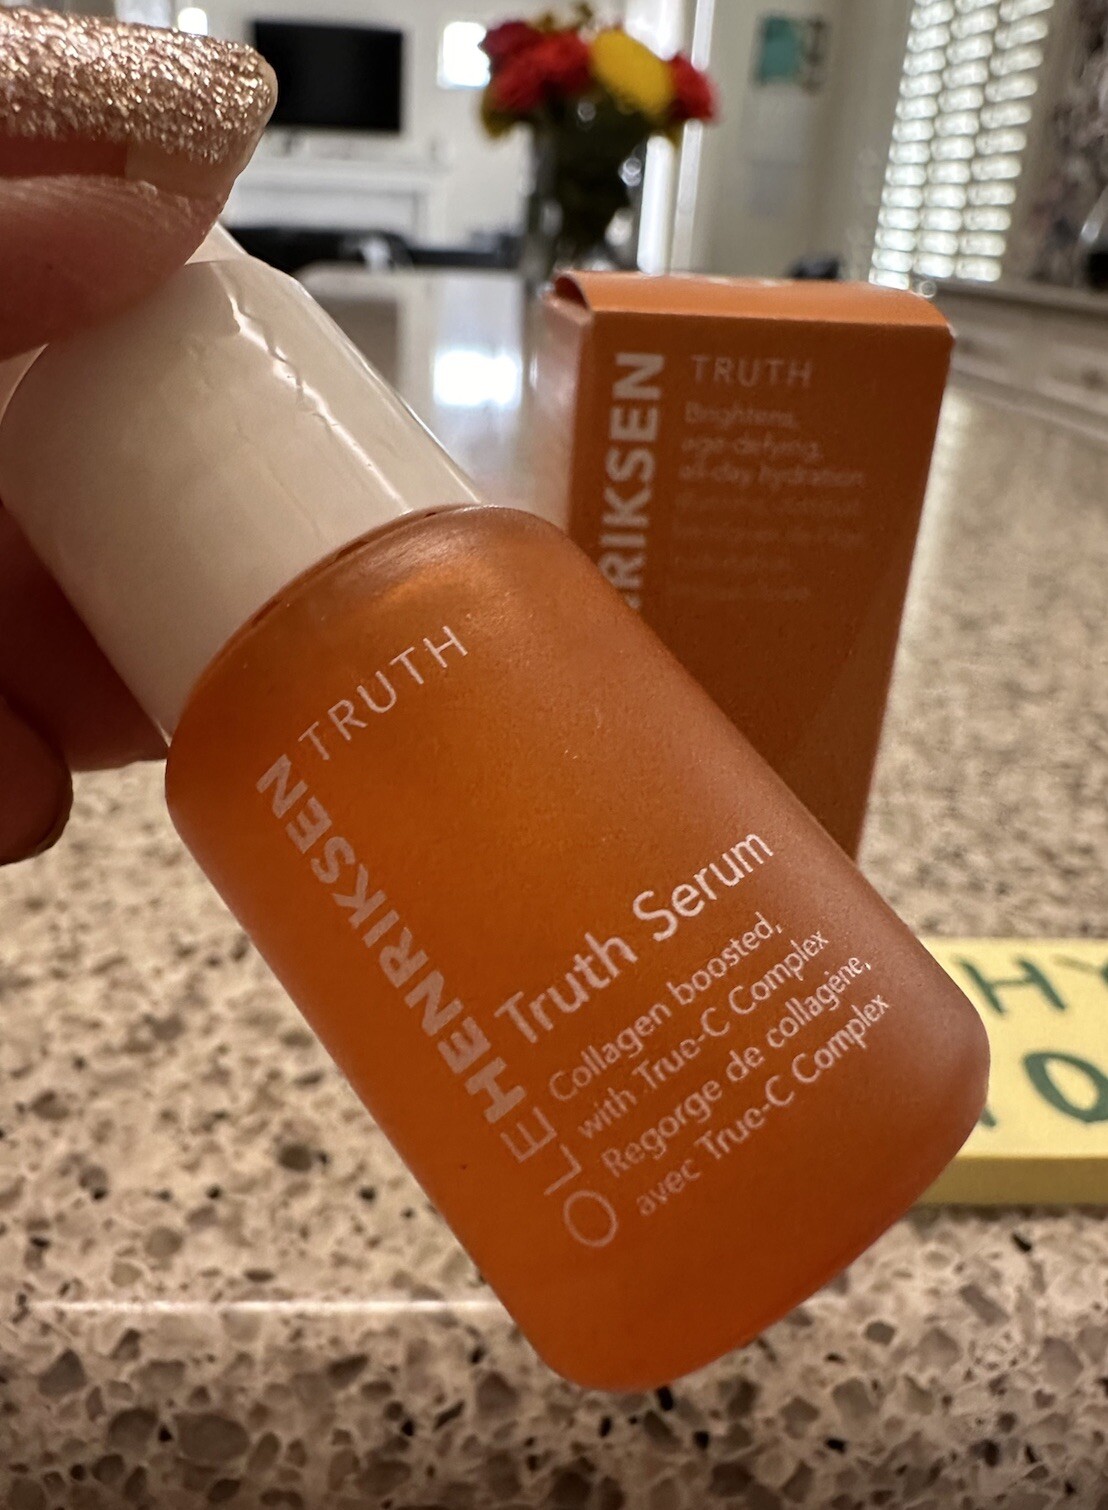 TRUTH
Brightens,
age-defying,
all-day hydration
RIKSEN
TRUTH
OLEHENRIKSEN
Truth Serum
Collagen boosted,
with True-C Complex
Regorge de collagène,
avec True-C Complex
HY